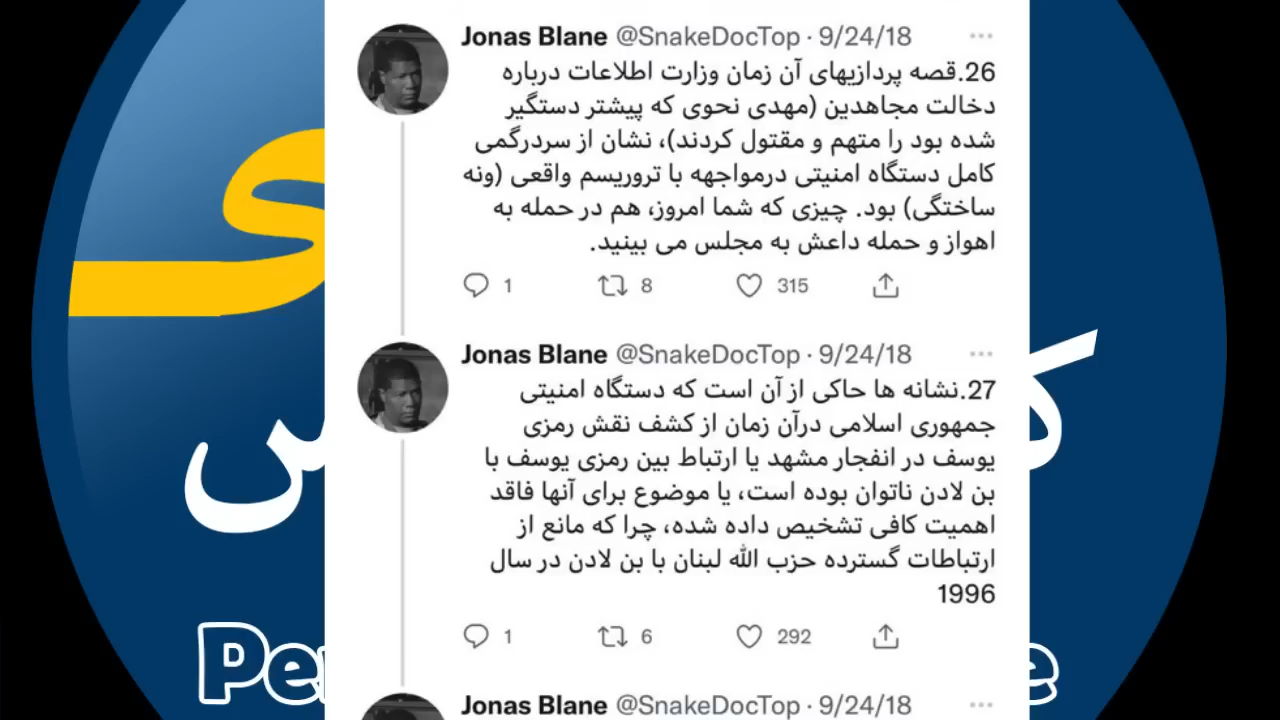 Jonas Blane @SnakeDocTop · 9/24/18
26.قصه پردازیهای آن زمان وزارت اطلاعات درباره
دخالت مجاهدین (مهدی نحوی که پیشتر دستگیر
شده بود را متهم و مقتول کردند)، نشان از سردرگمی
کامل دستگاه امنیتی درمواجهه با تروریسم واقعی (ونه
ساختگی) بود. چیزی که شما امروز، هم در حمله به
اهواز و حمله داعش به مجلس می بینید.
1 8 315
Jonas Blane @SnakeDocTop · 9/24/18
27.نشانه ها حاکی از آن است که دستگاه امنیتی
جمهوری اسلامی درآن زمان از کشف نقش رمزی
یوسف در انفجار مشهد یا ارتباط بین رمزی یوسف با
بن لادن ناتوان بوده است، یا موضوع برای آنها فاقد
اهمیت کافی تشخیص داده شده، چرا که مانع از
ارتباطات گسترده حزب الله لبنان با بن لادن در سال
1996
1 6 292
Jonas Blane @SnakeDocTop · 9/24/18